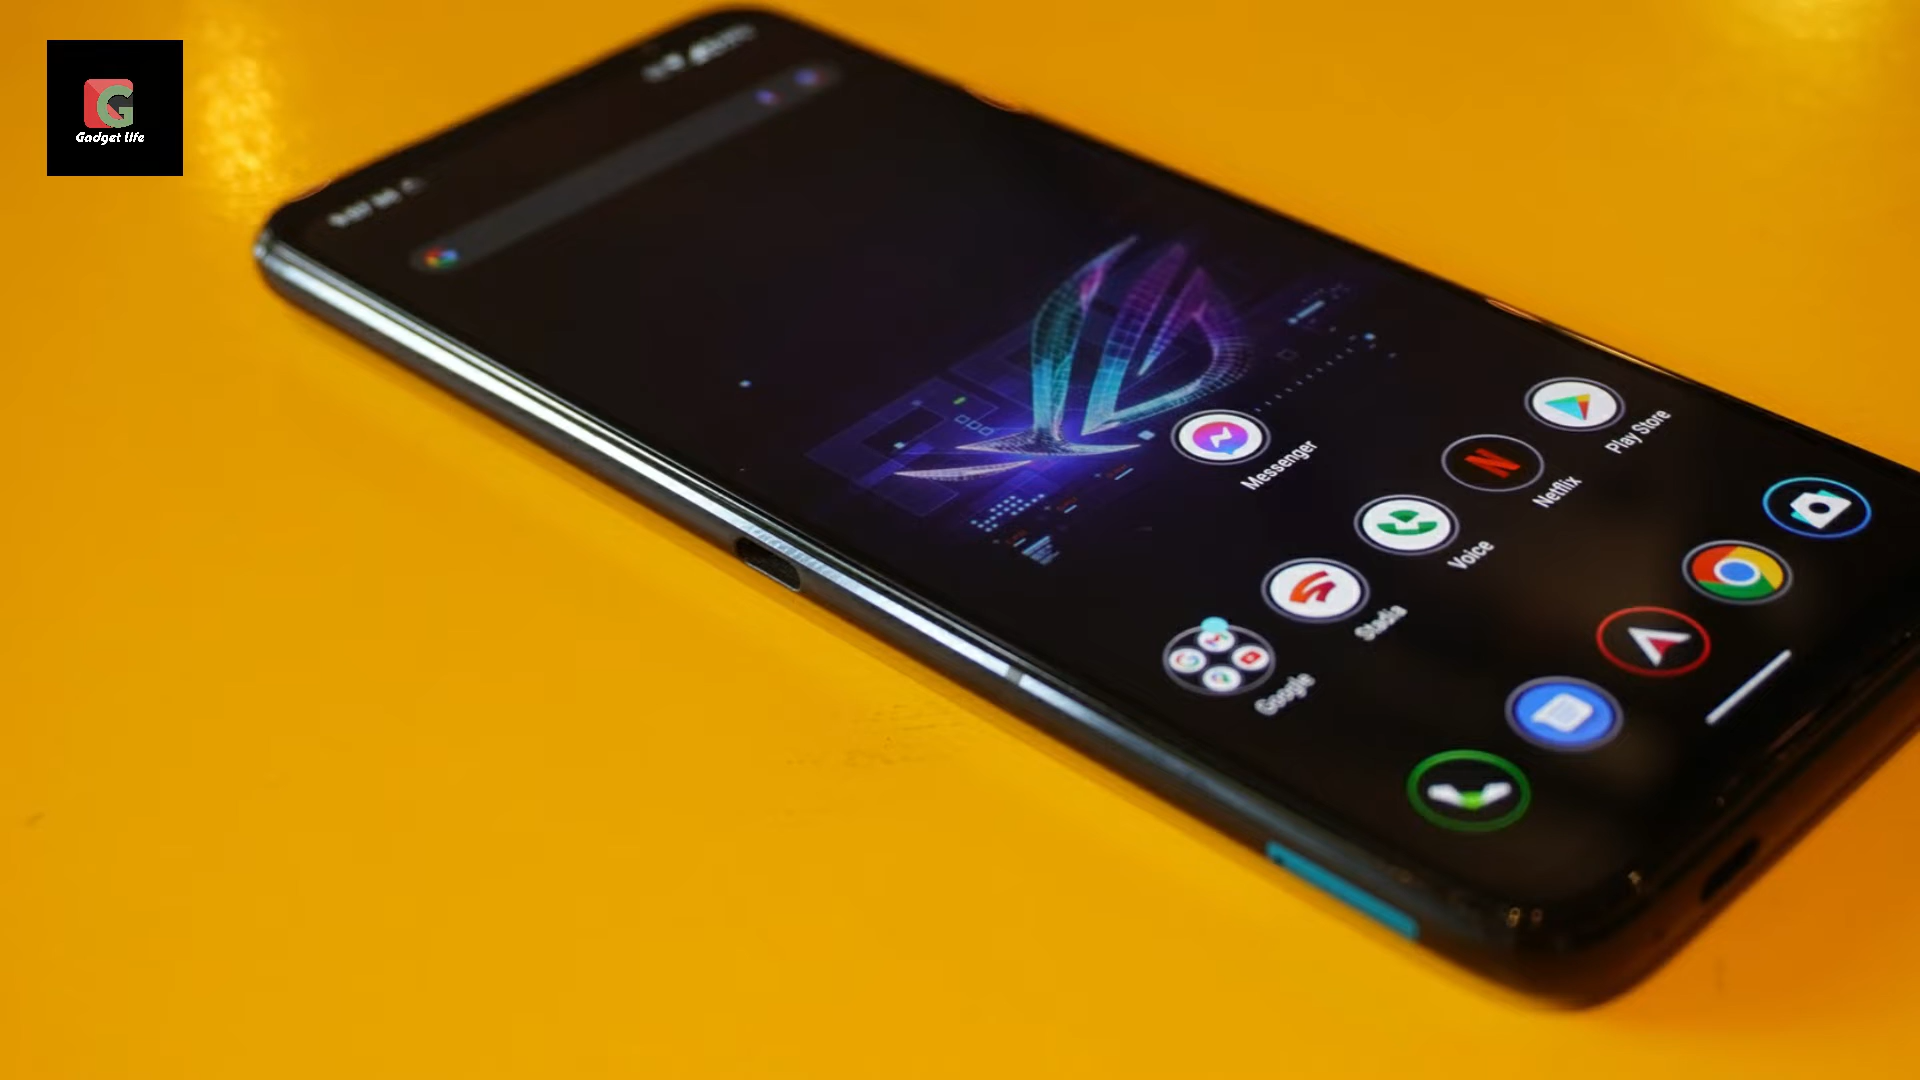 Gadget life
Messenger
Play Store
Netflix
Voice
Stadia
Google